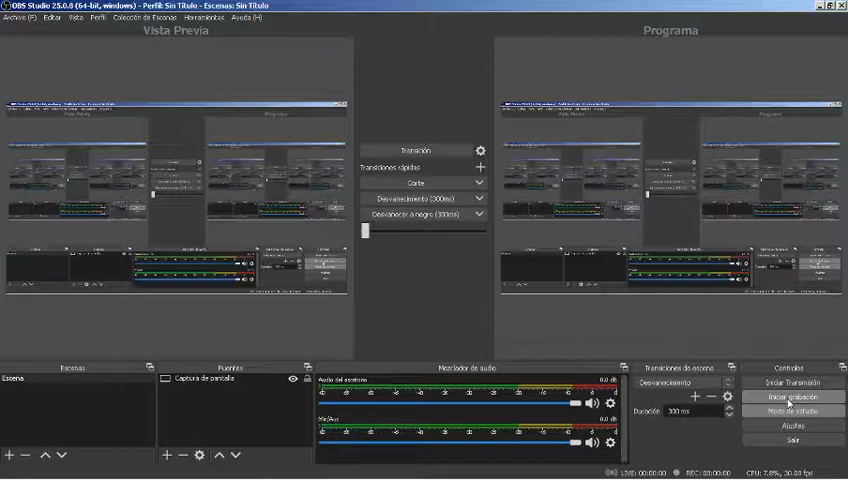 OBS Studio 25.0.8 (64-bit, windows) - Perfil: Sin Título - Escenas: Sin Título
Archivo (F) Editar Vista Perfil Colección de Escenas Herramientas Ayuda (H)
Vista Previa
Programa
Transición
Transiciones rápidas
Corte
Desvanecimiento (300ms)
Desvanecer a negro (300ms)
Escenas
Escena
Fuentes
Captura de pantalla
Mezclador de audio
Audio del escritorio 0.0 dB
Mic/Aux 0.0 dB
Transiciones de escena
Desvanecimiento
Duración 300 ms
Controles
Iniciar Transmisión
Iniciar grabación
Modo de estudio
Ajustes
Salir
LIVE: 00:00:00 REC: 00:00:00 CPU: 7.8%, 30.00 fps